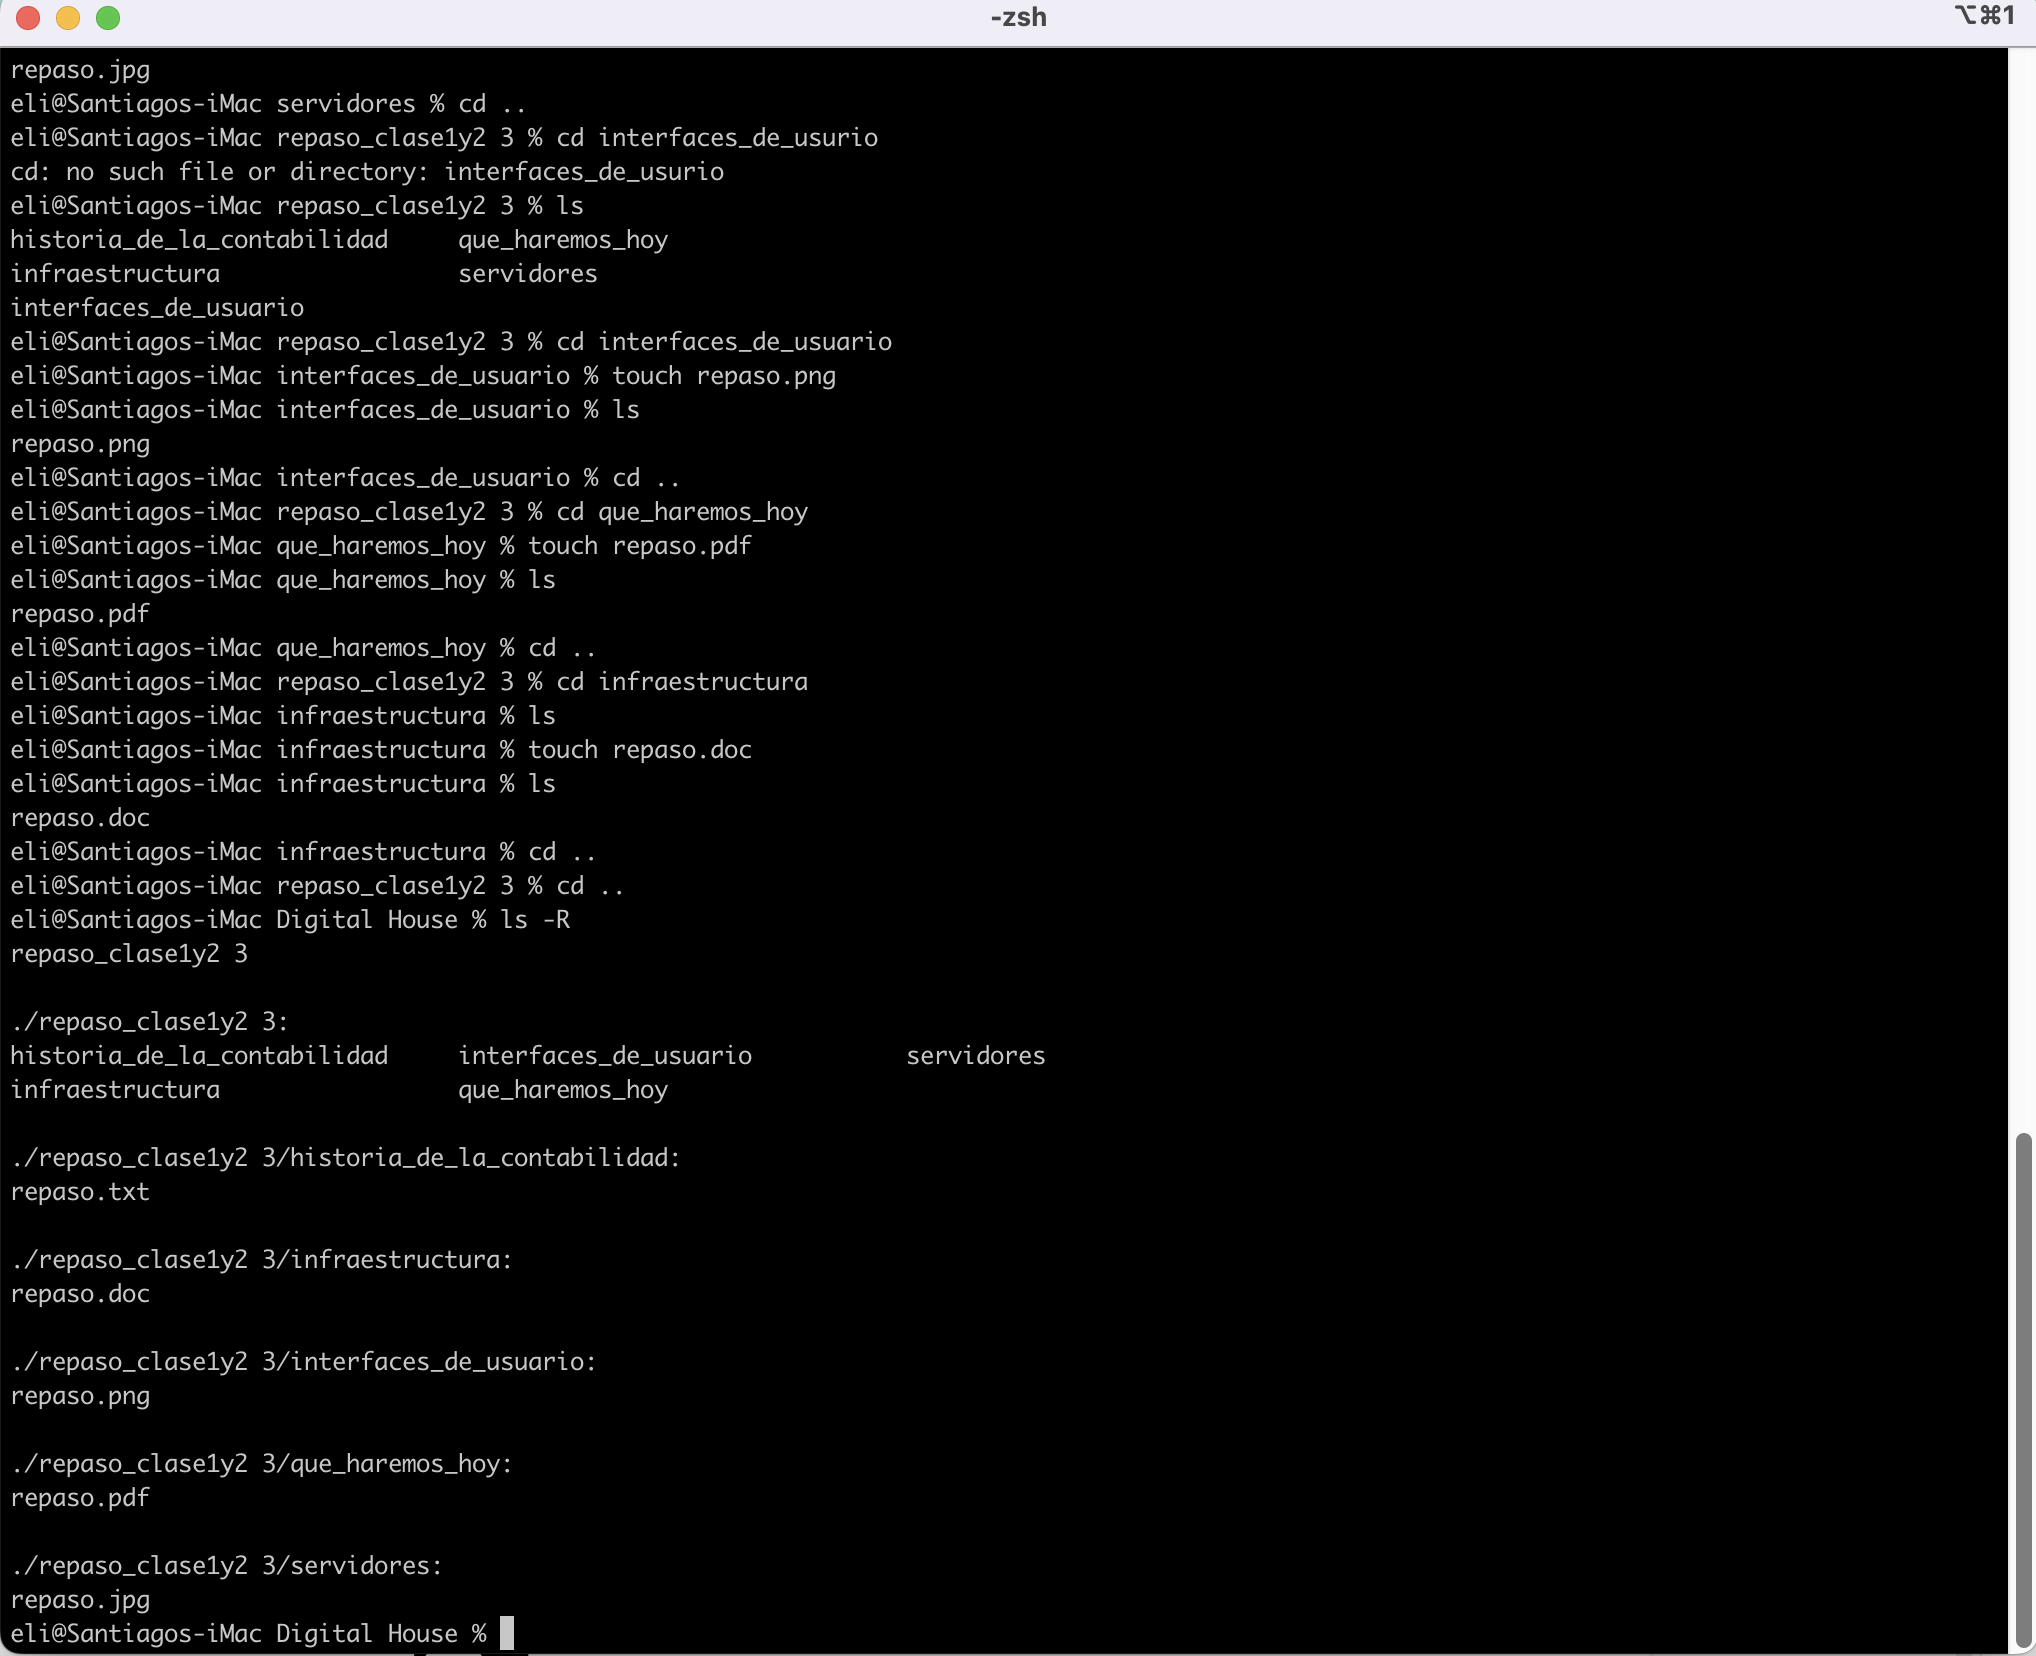 -zsh
⌥⌘1
repaso.jpg
eli@Santiagos-iMac servidores % cd ..
eli@Santiagos-iMac repaso_clase1y2 3 % cd interfaces_de_usurio
cd: no such file or directory: interfaces_de_usurio
eli@Santiagos-iMac repaso_clase1y2 3 % ls
historia_de_la_contabilidad     que_haremos_hoy
infraestructura                 servidores
interfaces_de_usuario
eli@Santiagos-iMac repaso_clase1y2 3 % cd interfaces_de_usuario
eli@Santiagos-iMac interfaces_de_usuario % touch repaso.png
eli@Santiagos-iMac interfaces_de_usuario % ls
repaso.png
eli@Santiagos-iMac interfaces_de_usuario % cd ..
eli@Santiagos-iMac repaso_clase1y2 3 % cd que_haremos_hoy
eli@Santiagos-iMac que_haremos_hoy % touch repaso.pdf
eli@Santiagos-iMac que_haremos_hoy % ls
repaso.pdf
eli@Santiagos-iMac que_haremos_hoy % cd ..
eli@Santiagos-iMac repaso_clase1y2 3 % cd infraestructura
eli@Santiagos-iMac infraestructura % ls
eli@Santiagos-iMac infraestructura % touch repaso.doc
eli@Santiagos-iMac infraestructura % ls
repaso.doc
eli@Santiagos-iMac infraestructura % cd ..
eli@Santiagos-iMac repaso_clase1y2 3 % cd ..
eli@Santiagos-iMac Digital House % ls -R
repaso_clase1y2 3

./repaso_clase1y2 3:
historia_de_la_contabilidad     interfaces_de_usuario           servidores
infraestructura                 que_haremos_hoy

./repaso_clase1y2 3/historia_de_la_contabilidad:
repaso.txt

./repaso_clase1y2 3/infraestructura:
repaso.doc

./repaso_clase1y2 3/interfaces_de_usuario:
repaso.png

./repaso_clase1y2 3/que_haremos_hoy:
repaso.pdf

./repaso_clase1y2 3/servidores:
repaso.jpg
eli@Santiagos-iMac Digital House %